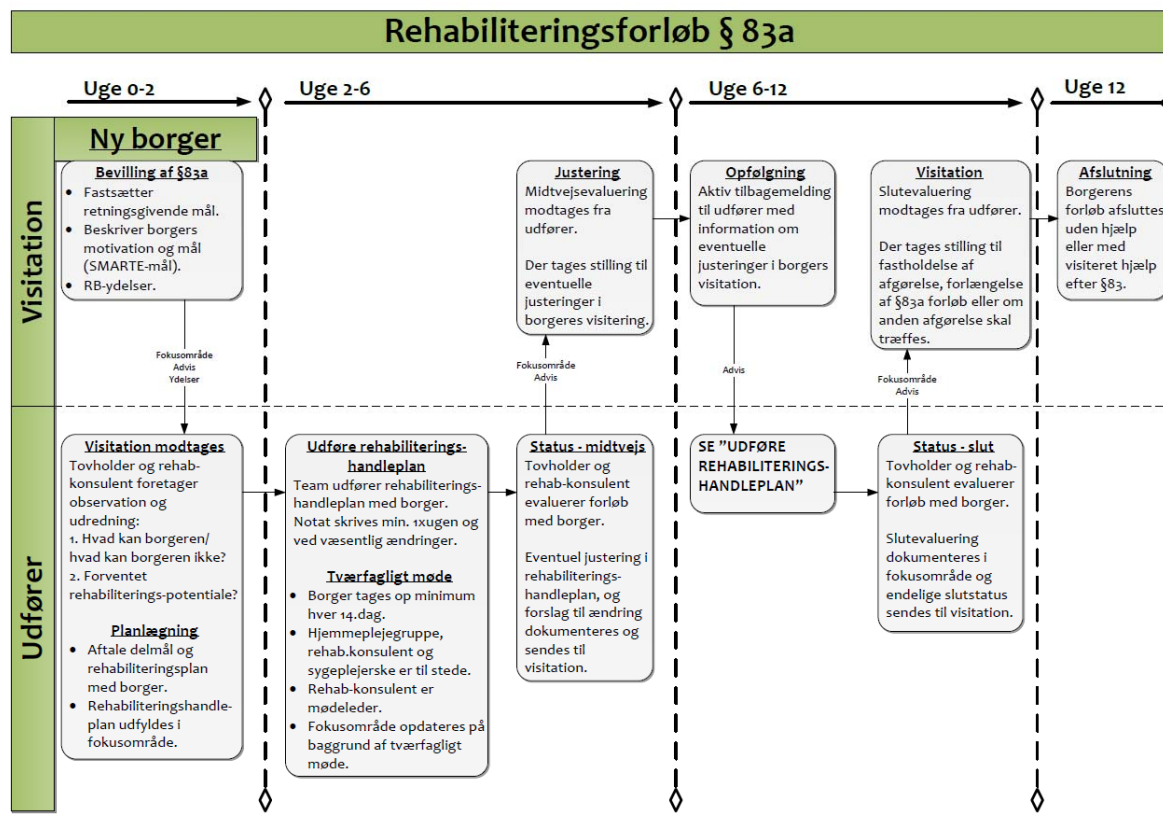 Rehabiliteringsforløb § 83a
Uge 0-2
Uge 2-6
Uge 6-12
Uge 12
Visitation
Ny borger
Bevilling af §83a
• Fastsætter
retningsgivende mål.
• Beskriver borgers
motivation og mål
(SMARTE-mål).
• RB-ydelser.
Justering
Midtvejsevaluering
modtages fra
udfører.
Der tages stilling til
eventuelle
justeringer i
borgeres visitering.
Opfølgning
Aktiv tilbagemelding
til udfører med
information om
eventuelle
justeringer i borgers
visitation.
Visitation
Slutevaluering
modtages fra udfører.
Der tages stilling til
fastholdelse af
afgørelse, forlængelse
af §83a forløb eller om
anden afgørelse skal
træffes.
Afslutning
Borgerens
forløb afsluttes
uden hjælp
eller med
visiteret hjælp
efter §83.
Fokusområde
Advis
Ydelser
Fokusområde
Advis
Advis
Fokusområde
Advis
Udfører
Visitation modtages
Tovholder og rehab-
konsulent foretager
observation og
udredning:
1. Hvad kan borgeren/
hvad kan borgeren ikke?
2. Forventet
rehabiliterings-potentiale?
Planlægning
• Aftale delmål og
rehabiliteringsplan
med borger.
• Rehabiliteringshandle-
plan udfyldes i
fokusområde.
Udføre rehabiliterings-
handleplan
Team udfører rehabiliterings-
handleplan med borger.
Notat skrives min. 1xugen og
ved væsentlig ændringer.
Tværfagligt møde
• Borger tages op minimum
hver 14.dag.
• Hjemmeplejegruppe,
rehab.konsulent og
sygeplejerske er til stede.
• Rehab-konsulent er
mødeleder.
• Fokusområde opdateres på
baggrund af tværfagligt
møde.
Status - midtvejs
Tovholder og
rehab-konsulent
evaluerer forløb
med borger.
Eventuel justering i
rehabiliterings-
handleplan, og
forslag til ændring
dokumenteres og
sendes til
visitation.
SE ”UDFØRE
REHABILITERINGS-
HANDLEPLAN”
Status - slut
Tovholder og rehab-
konsulent evaluerer
forløb med borger.
Slutevaluering
dokumenteres i
fokusområde og
endelige slutstatus
sendes til visitation.